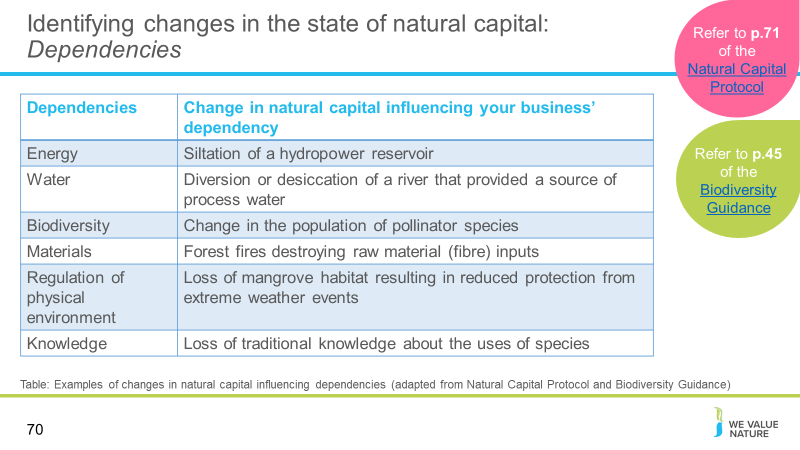 Identifying changes in the state of natural capital:
Dependencies
Refer to p.71
of the
Natural Capital
Protocol
Refer to p.45
of the
Biodiversity
Guidance
Dependencies
Change in natural capital influencing your business’
dependency
Energy
Siltation of a hydropower reservoir
Water
Diversion or desiccation of a river that provided a source of
process water
Biodiversity
Change in the population of pollinator species
Materials
Forest fires destroying raw material (fibre) inputs
Regulation of
physical
environment
Loss of mangrove habitat resulting in reduced protection from
extreme weather events
Knowledge
Loss of traditional knowledge about the uses of species
Table: Examples of changes in natural capital influencing dependencies (adapted from Natural Capital Protocol and Biodiversity Guidance)
70
WE VALUE
NATURE